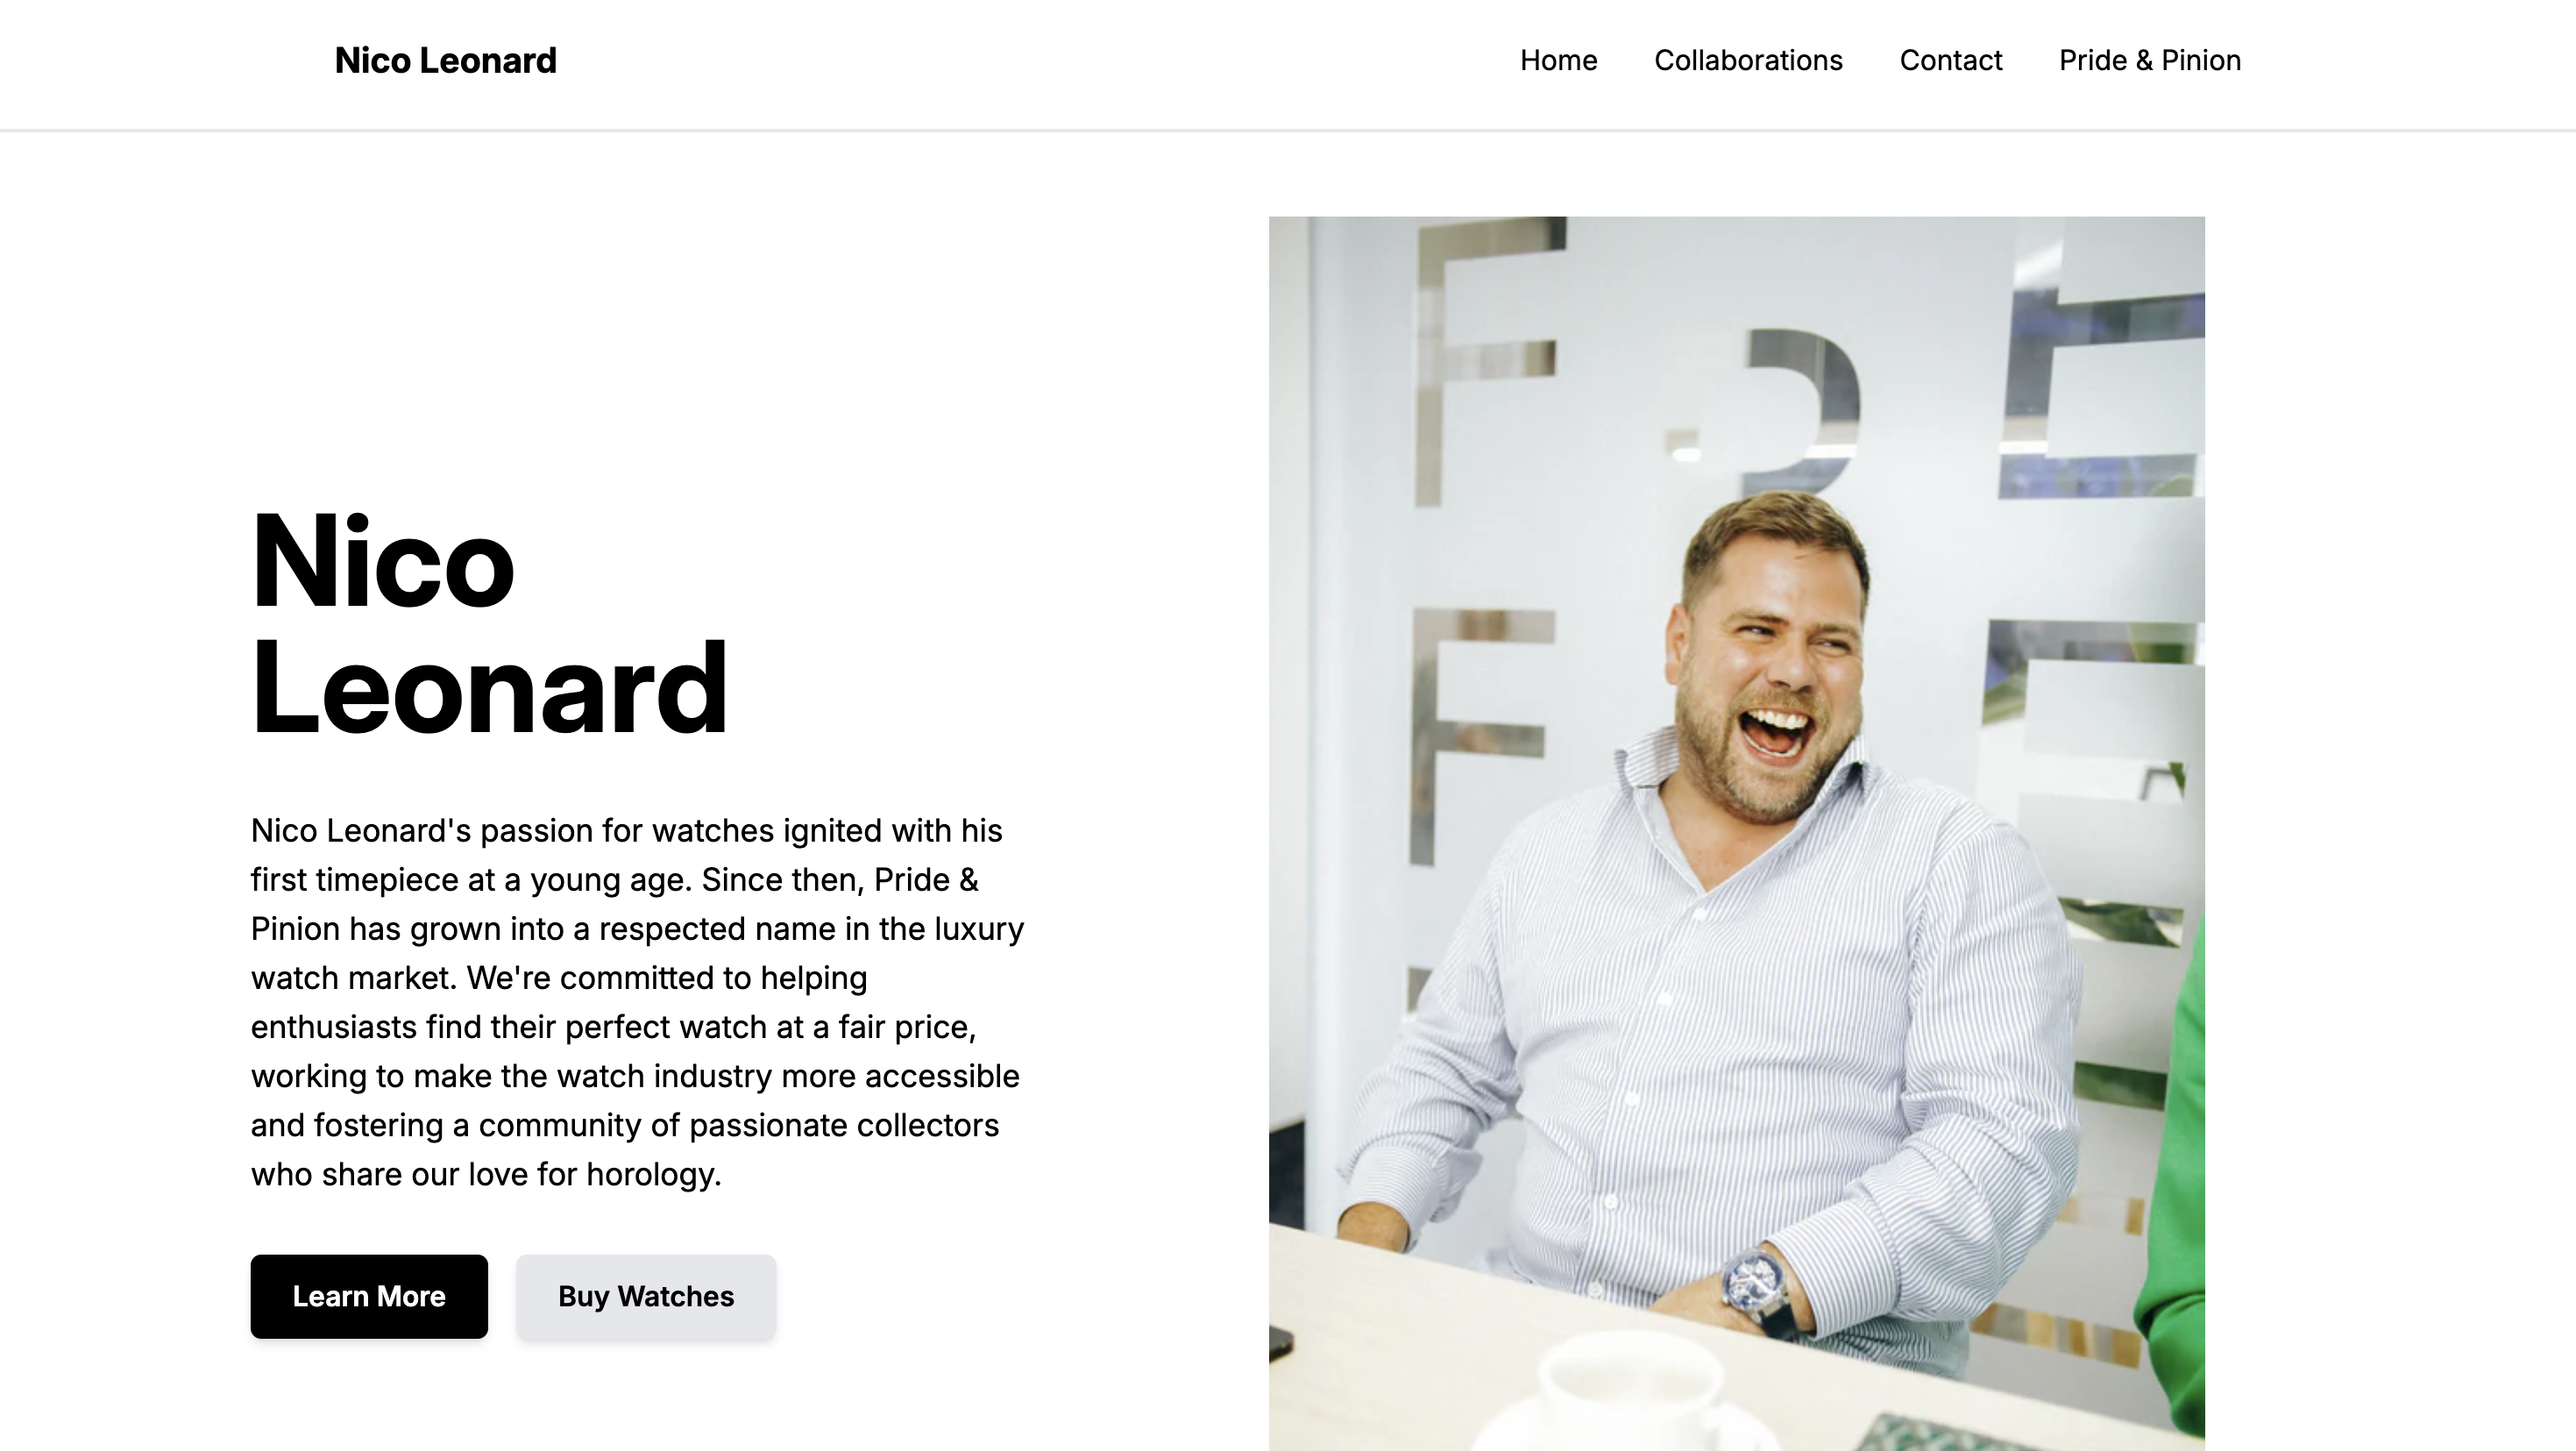 Nico Leonard
Home Collaborations Contact Pride & Pinion
Nico
Leonard
Nico Leonard's passion for watches ignited with his
first timepiece at a young age. Since then, Pride &
Pinion has grown into a respected name in the luxury
watch market. We're committed to helping
enthusiasts find their perfect watch at a fair price,
working to make the watch industry more accessible
and fostering a community of passionate collectors
who share our love for horology.
Learn More
Buy Watches